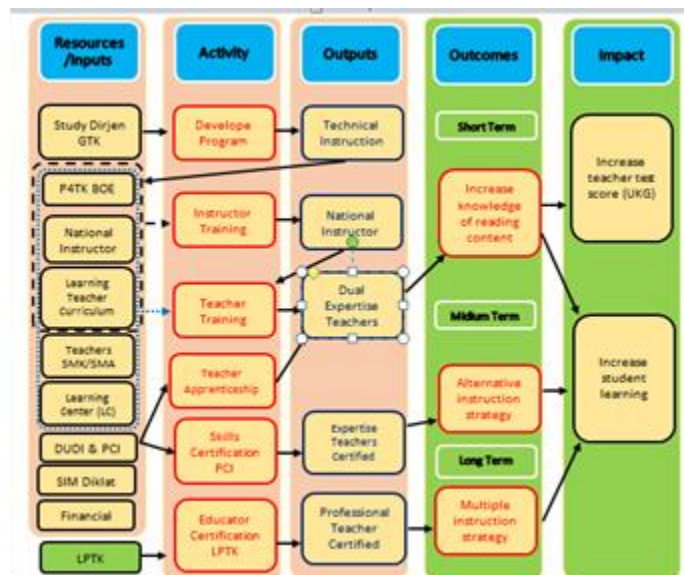 Resources
/Inputs
Activity
Outputs
Outcomes
Impact
Study Dirjen
GTK
P4TK BOE
National
Instructor
Learning
Teacher
Curriculum
Teachers
SMK/SMA
Learning
Center (LC)
DUDI & PCI
SIM Diklat
Financial
LPTK
Develope
Program
Instructor
Training
Teacher
Training
Teacher
Apprenticeship
Skills
Certification
PCI
Educator
Certification
LPTK
Technical
Instruction
National
Instructor
Dual
Expertise
Teachers
Expertise
Teachers
Certified
Professional
Teacher
Certified
Short Term
Increase
knowledge
of reading
content
Midium Term
Alternative
instruction
strategy
Long Term
Multiple
instruction
strategy
Increase
teacher test
score (UKG)
Increase
student
learning